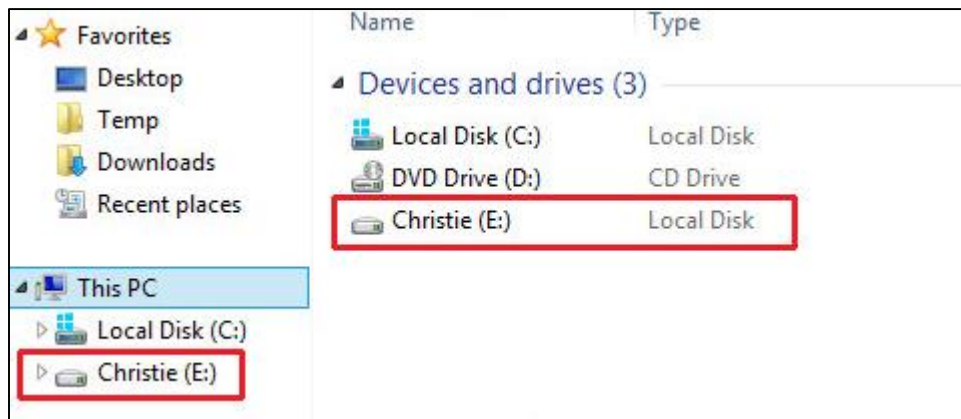 Favorites
Desktop
Temp
Downloads
Recent places
This PC
Local Disk (C:)
Christie (E:)
Name Type
Devices and drives (3)
Local Disk (C:) Local Disk
DVD Drive (D:) CD Drive
Christie (E:) Local Disk